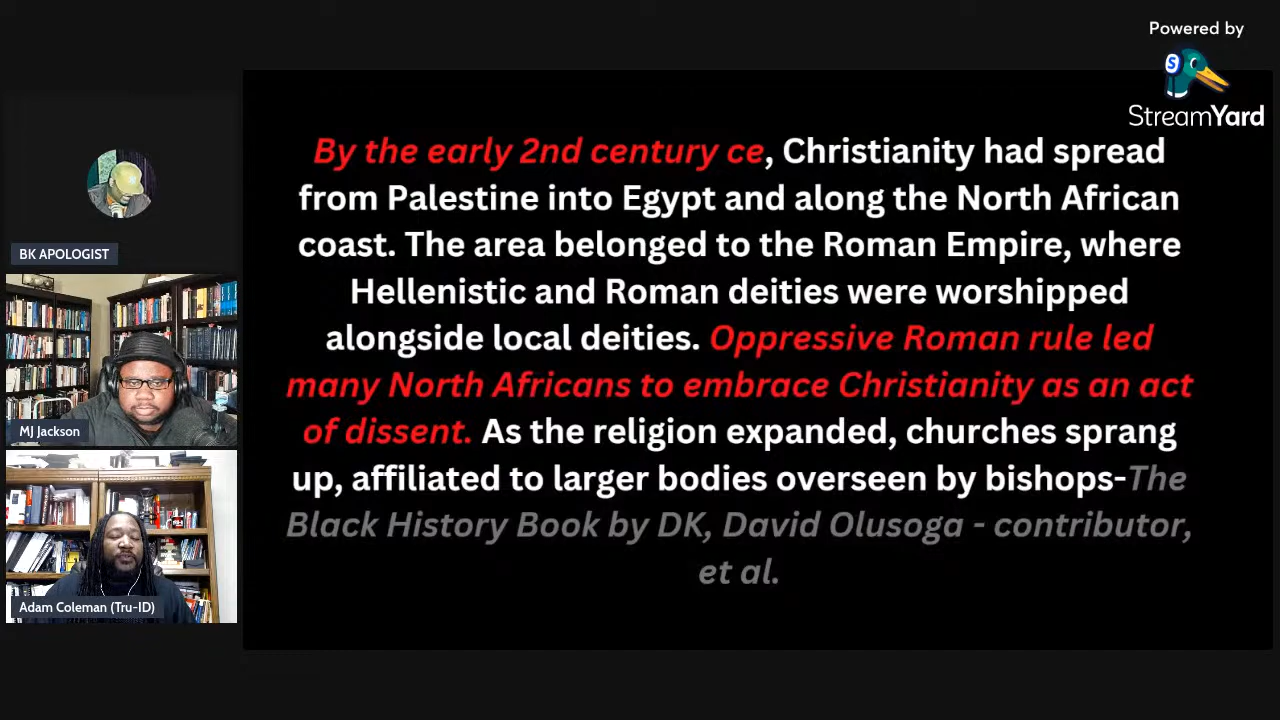 Powered by
StreamYard
By the early 2nd century ce, Christianity had spread
from Palestine into Egypt and along the North African
coast. The area belonged to the Roman Empire, where
Hellenistic and Roman deities were worshipped
alongside local deities. Oppressive Roman rule led
many North Africans to embrace Christianity as an act
of dissent. As the religion expanded, churches sprang
up, affiliated to larger bodies overseen by bishops-The
Black History Book by DK, David Olusoga - contributor,
et al.
BK APOLOGIST
MJ Jackson
Adam Coleman (Tru-ID)